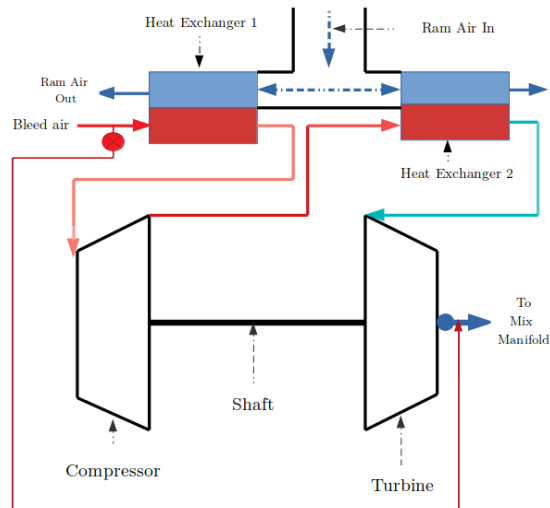 Heat Exchanger 1
Ram Air In
Ram Air
Out
Bleed air
Heat Exchanger 2
To
Mix
Manifold
Shaft
Compressor
Turbine